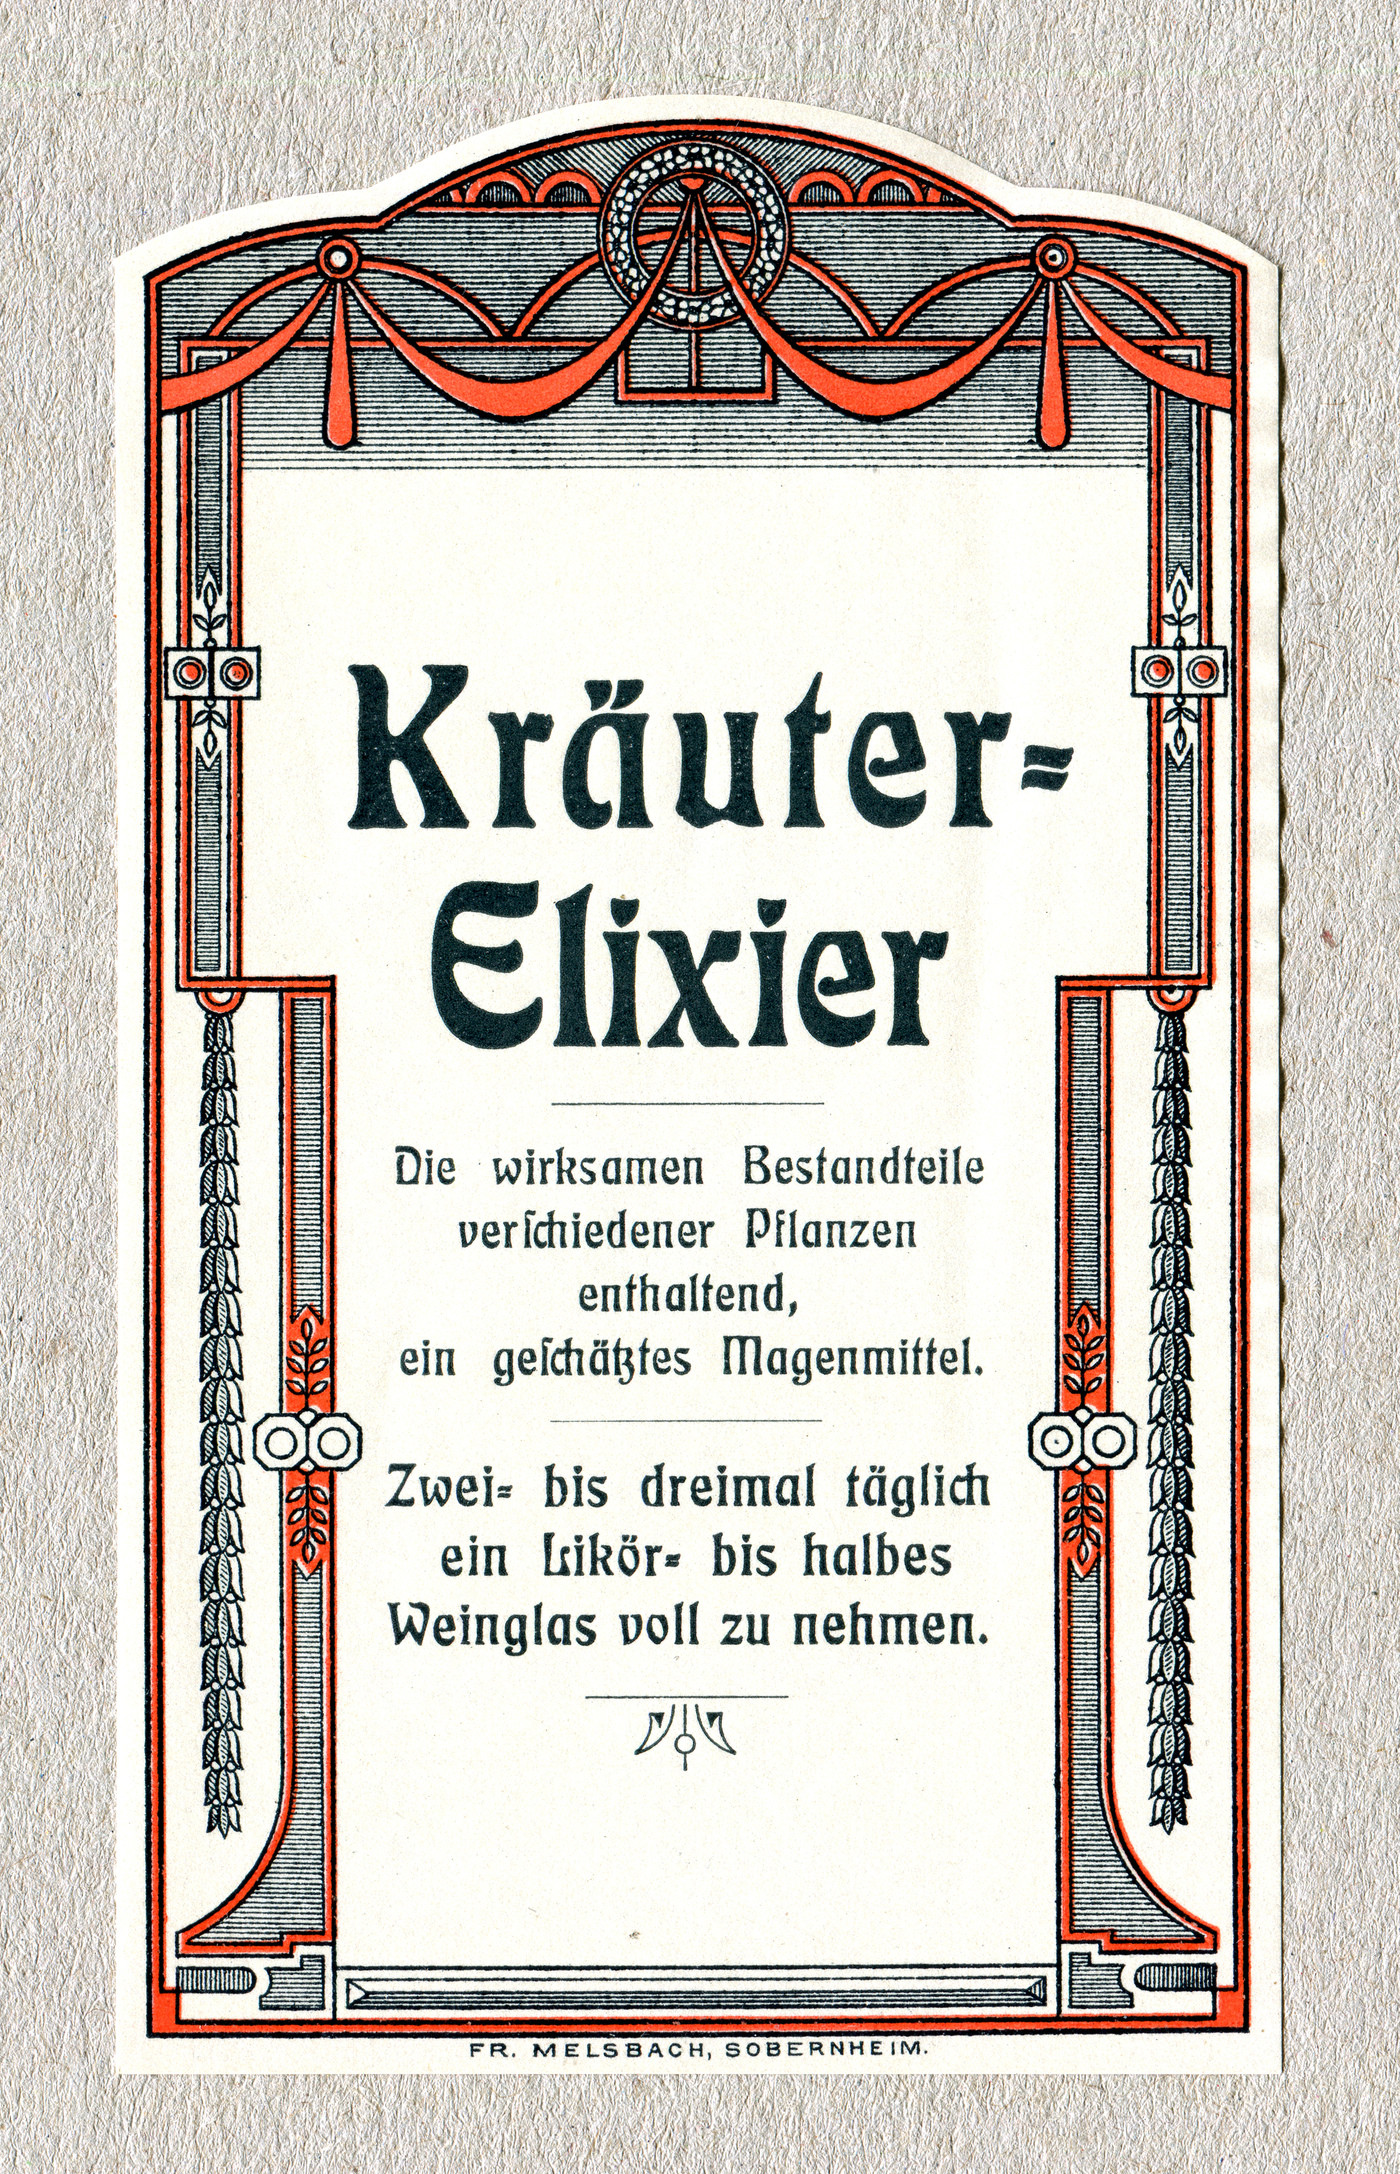 Kräuter-
Elixier
Die wirksamen Bestandteile
verſchiedener Pflanzen
enthaltend,
ein geſchätztes Magenmittel.
Zwei- bis dreimal täglich
ein Likör- bis halbes
Weinglas voll zu nehmen.
FR. MELSBACH, SOBERNHEIM.